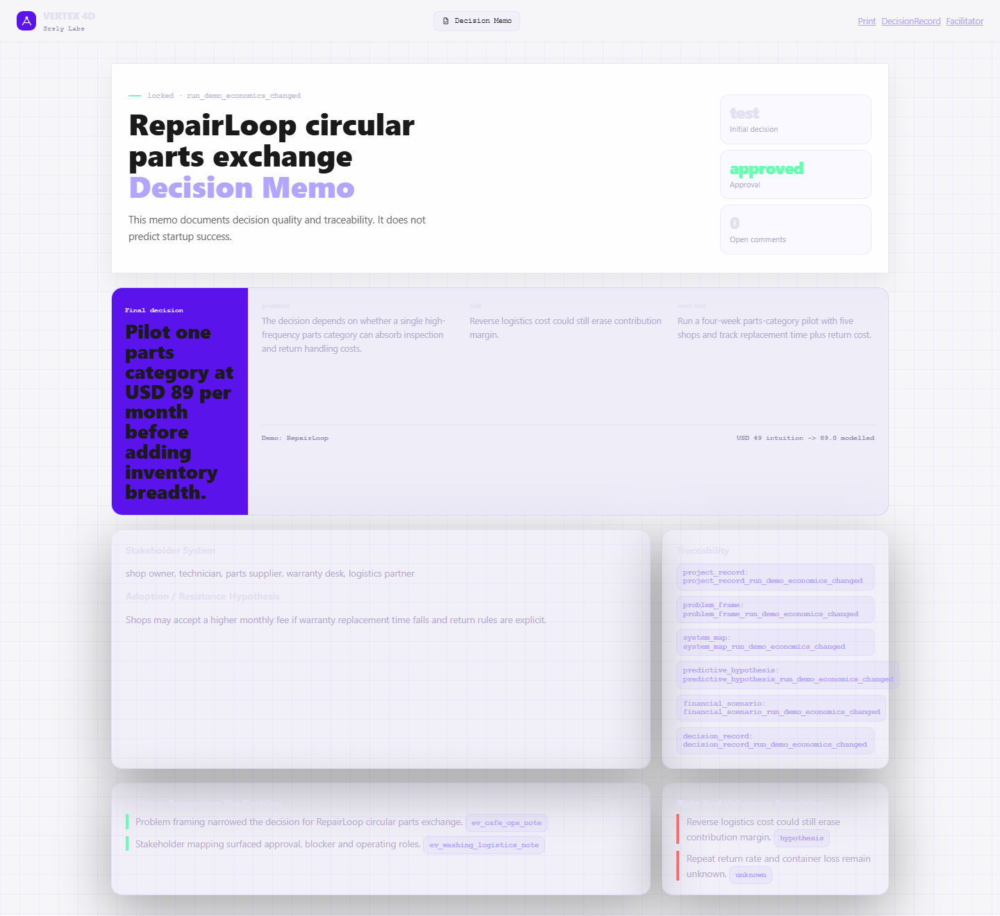 VERTEX 4D
Srsly Labs
Decision Memo
Print DecisionRecord Facilitator
locked · run_demo_economics_changed
RepairLoop circular
parts exchange
Decision Memo
This memo documents decision quality and traceability. It does not
predict startup success.
test
Initial decision
approved
Approval
0
Open comments
Final decision
Pilot one
parts
category at
USD 89 per
month
before
adding
inventory
breadth.
problem
The decision depends on whether a single high-
frequency parts category can absorb inspection
and return handling costs.
risk
Reverse logistics cost could still erase contribution
margin.
next test
Run a four-week parts-category pilot with five
shops and track replacement time plus return cost.
Demo: RepairLoop
USD 49 intuition -> 89.0 modelled
Stakeholder System
shop owner, technician, parts supplier, warranty desk, logistics partner
Adoption / Resistance Hypothesis
Shops may accept a higher monthly fee if warranty replacement time falls and return rules are explicit.
Traceability
project_record:
project_record_run_demo_economics_changed
problem_frame:
problem_frame_run_demo_economics_changed
system_map:
system_map_run_demo_economics_changed
predictive_hypothesis:
predictive_hypothesis_run_demo_economics_changed
financial_scenario:
financial_scenario_run_demo_economics_changed
decision_record:
decision_record_run_demo_economics_changed
Supporting The Decision
Problem framing narrowed the decision for RepairLoop circular parts exchange. ev_cafe_ops_note
Stakeholder mapping surfaced approval, blocker and operating roles. ev_washing_logistics_note
Risks And Unknowns Remaining
Reverse logistics cost could still erase
contribution margin. hypothesis
Repeat return rate and container loss remain
unknown. unknown